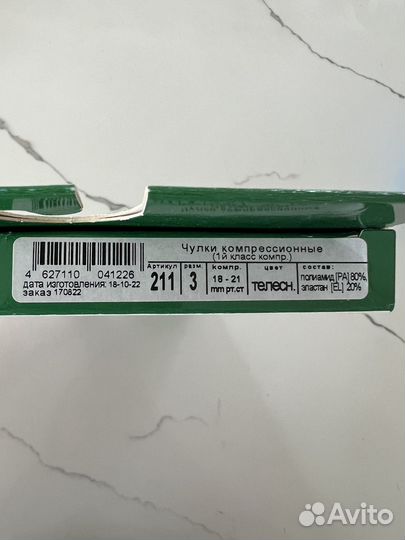 Чулки компрессионные
(1й класс компр.)
4 627110 041226
дата изготовления: 18-10-22
заказ 170822
Артикул
211
разм.
3
компр.
18 - 21
mm рт.ст
цвет
телесн.
состав:
полиамид [PA] 80%,
эластан [EL] 20%
Avito